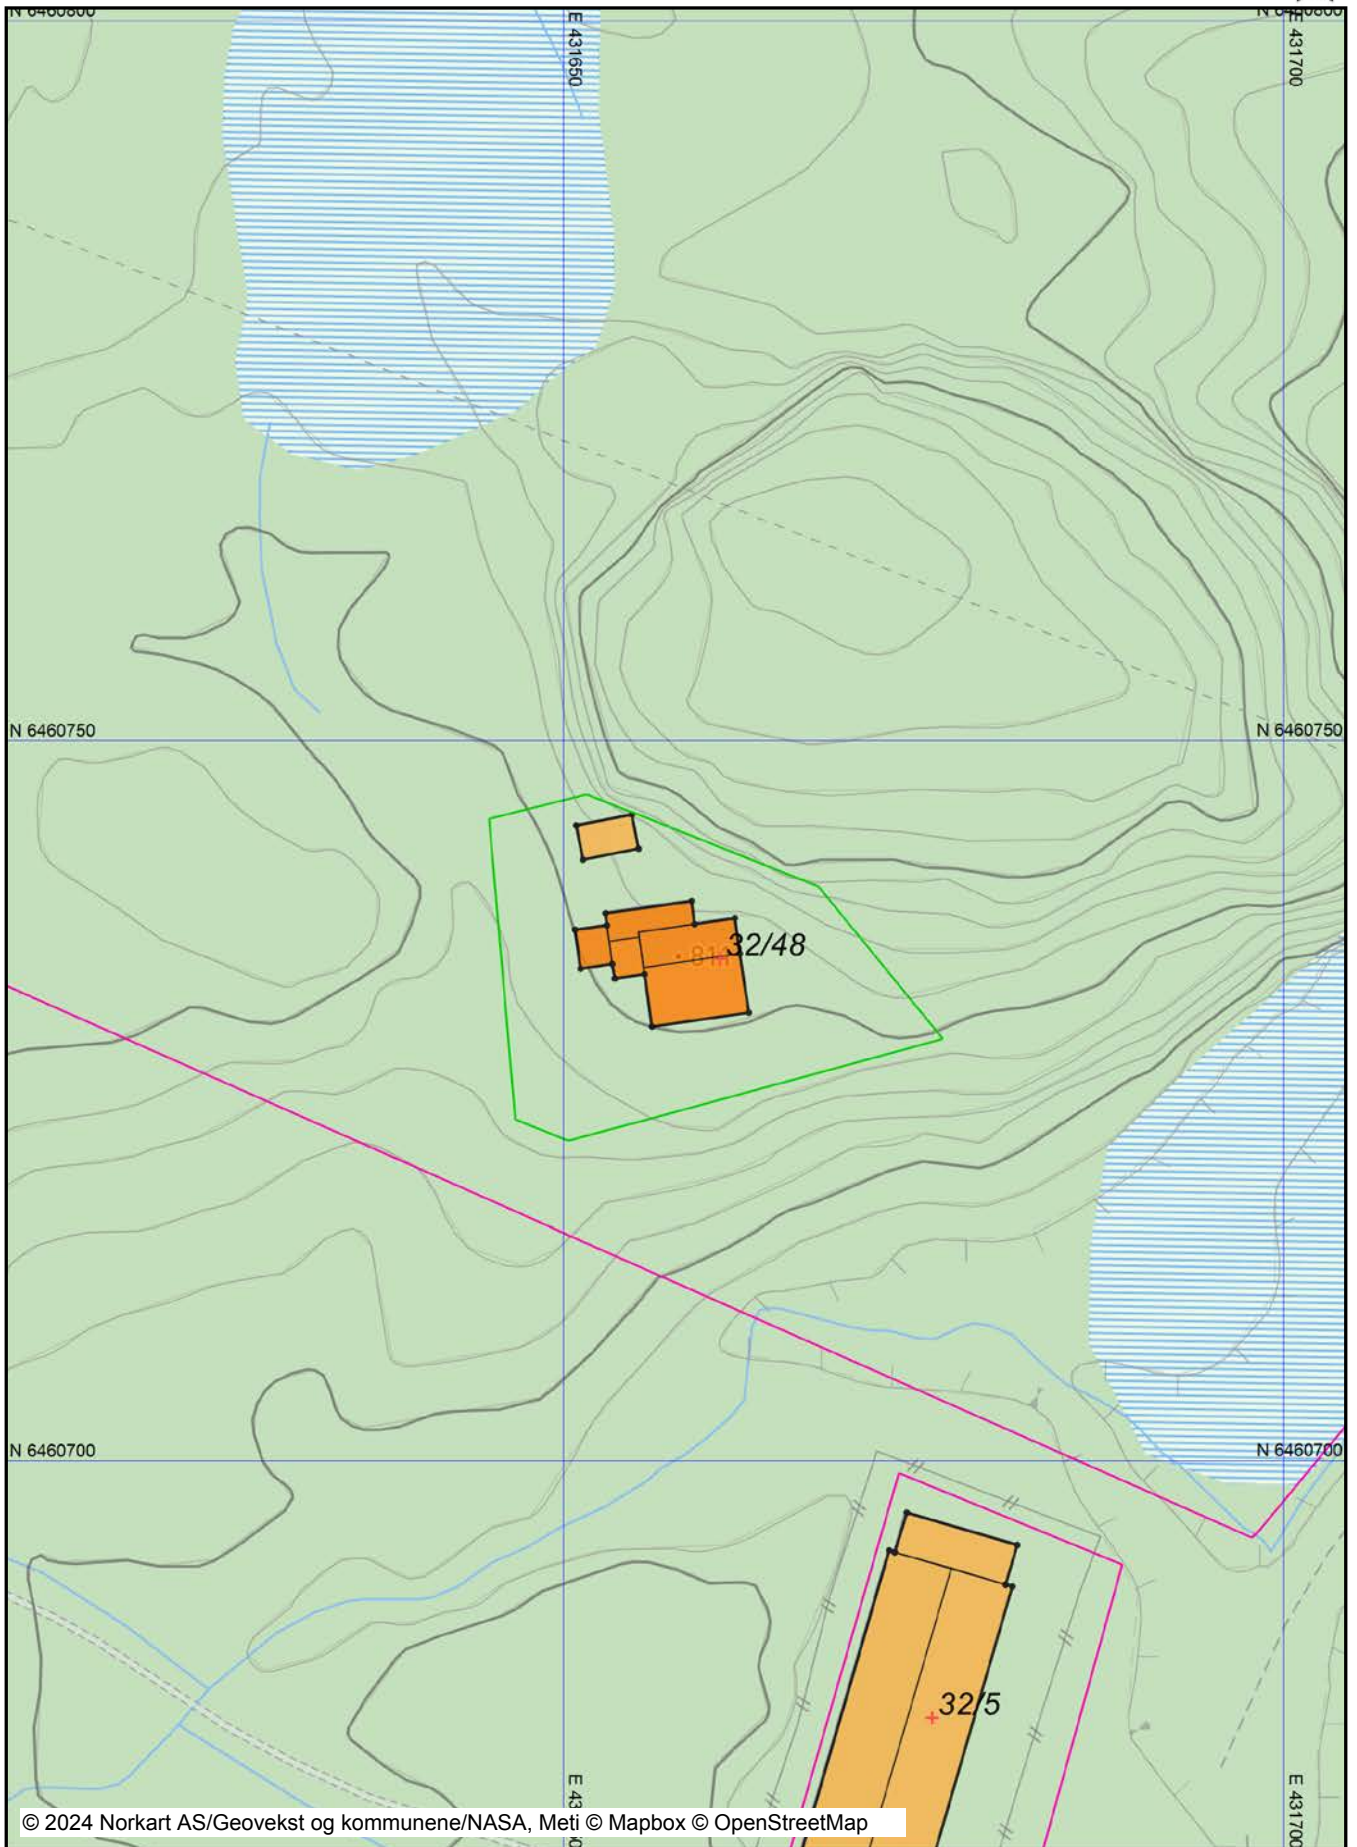 N 6460800
E 431650
E 431700
N 6460750
N 6460750
32/48
N 6460700
N 6460700
32/5
E 431700
© 2024 Norkart AS/Geovekst og kommunene/NASA, Meti © Mapbox © OpenStreetMap